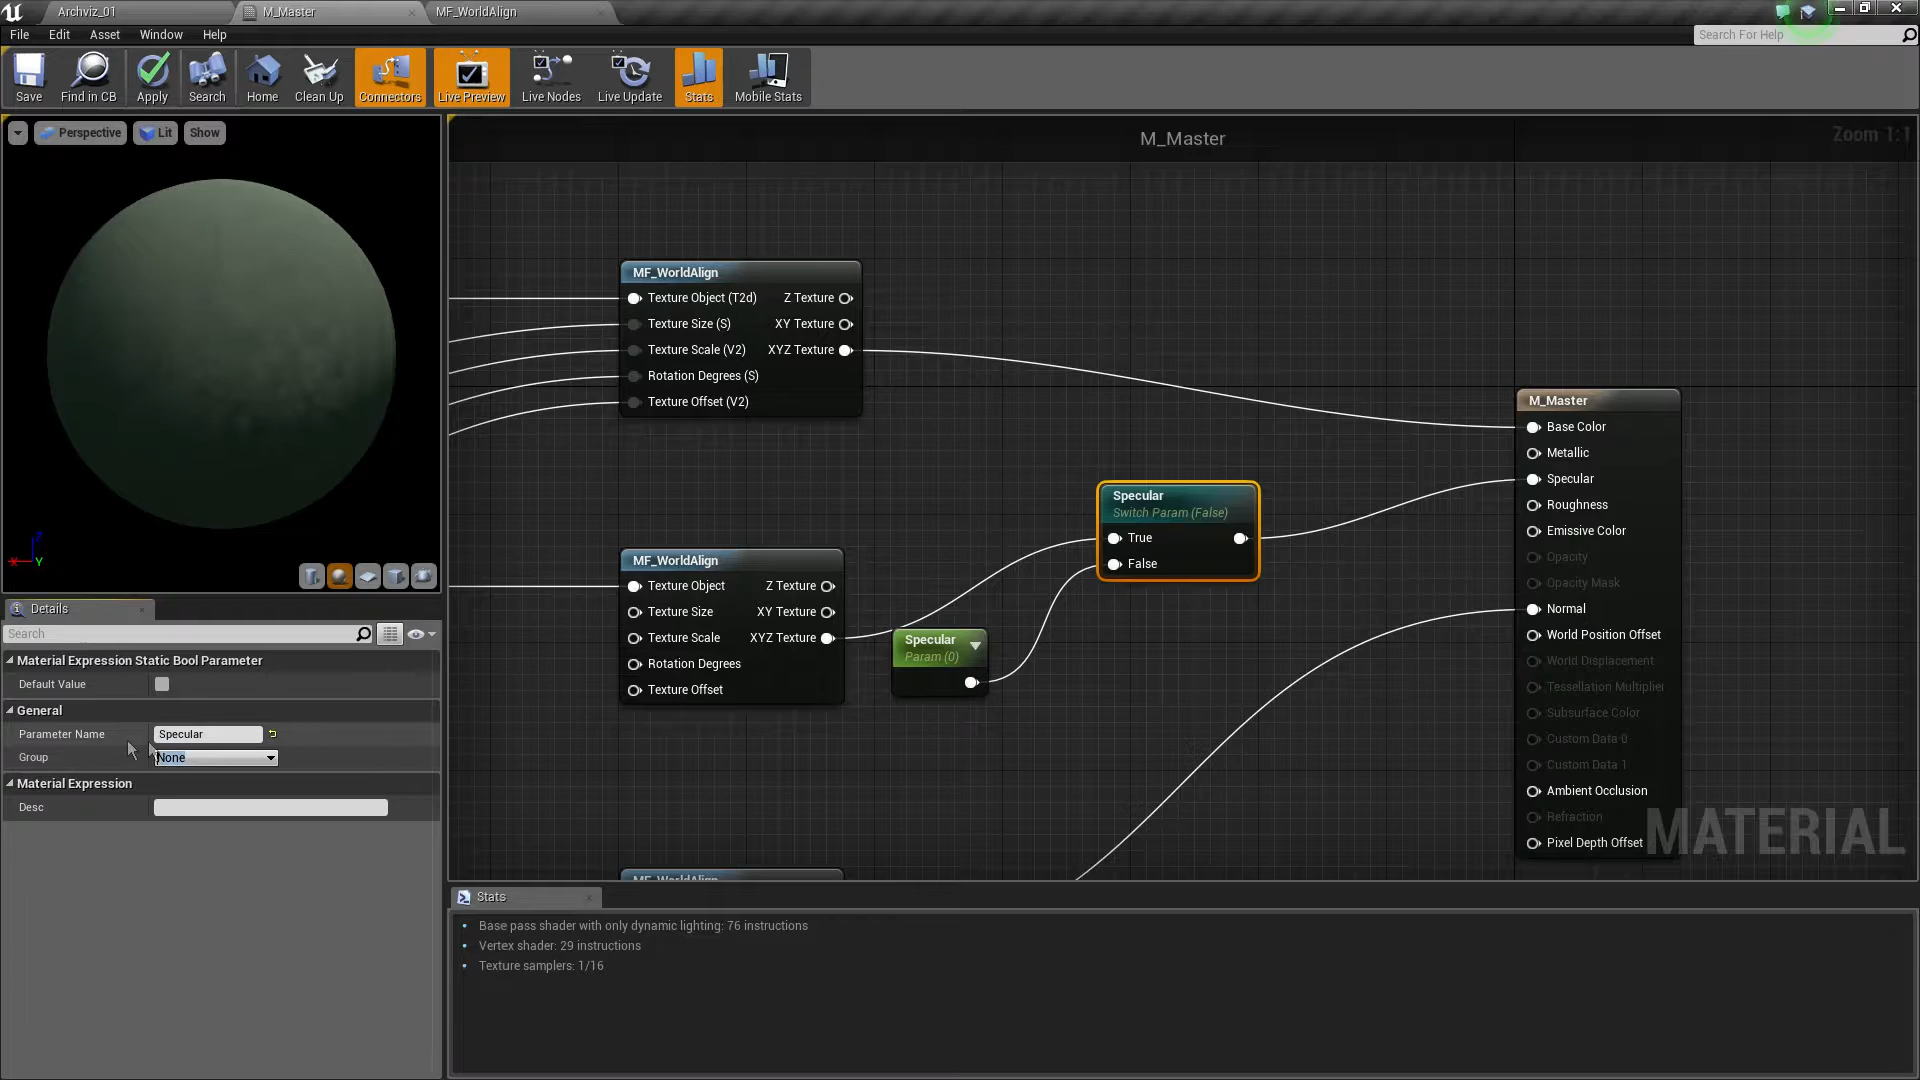 Archviz_01
M_Master
MF_WorldAlign
File Edit Asset Window Help
Search For Help
Save
Find in CB
Apply
Search
Home
Clean Up
Connectors
Live Preview
Live Nodes
Live Update
Stats
Mobile Stats
Perspective
Lit
Show
M_Master
Zoom 1:1
MF_WorldAlign
Texture Object (T2d) Z Texture
Texture Size (S) XY Texture
Texture Scale (V2) XYZ Texture
Rotation Degrees (S)
Texture Offset (V2)
MF_WorldAlign
Texture Object Z Texture
Texture Size XY Texture
Texture Scale XYZ Texture
Rotation Degrees
Texture Offset
Specular
Param (0)
Specular
Switch Param (False)
True
False
M_Master
Base Color
Metallic
Specular
Roughness
Emissive Color
Opacity
Opacity Mask
Normal
World Position Offset
World Displacement
Tessellation Multiplier
Subsurface Color
Custom Data 0
Custom Data 1
Ambient Occlusion
Refraction
Pixel Depth Offset
MATERIAL
MF_WorldAlign
X
Y
Z
Details
Search
Material Expression Static Bool Parameter
Default Value
General
Parameter Name Specular
Group None
Material Expression
Desc
Stats
Base pass shader with only dynamic lighting: 76 instructions
Vertex shader: 29 instructions
Texture samplers: 1/16